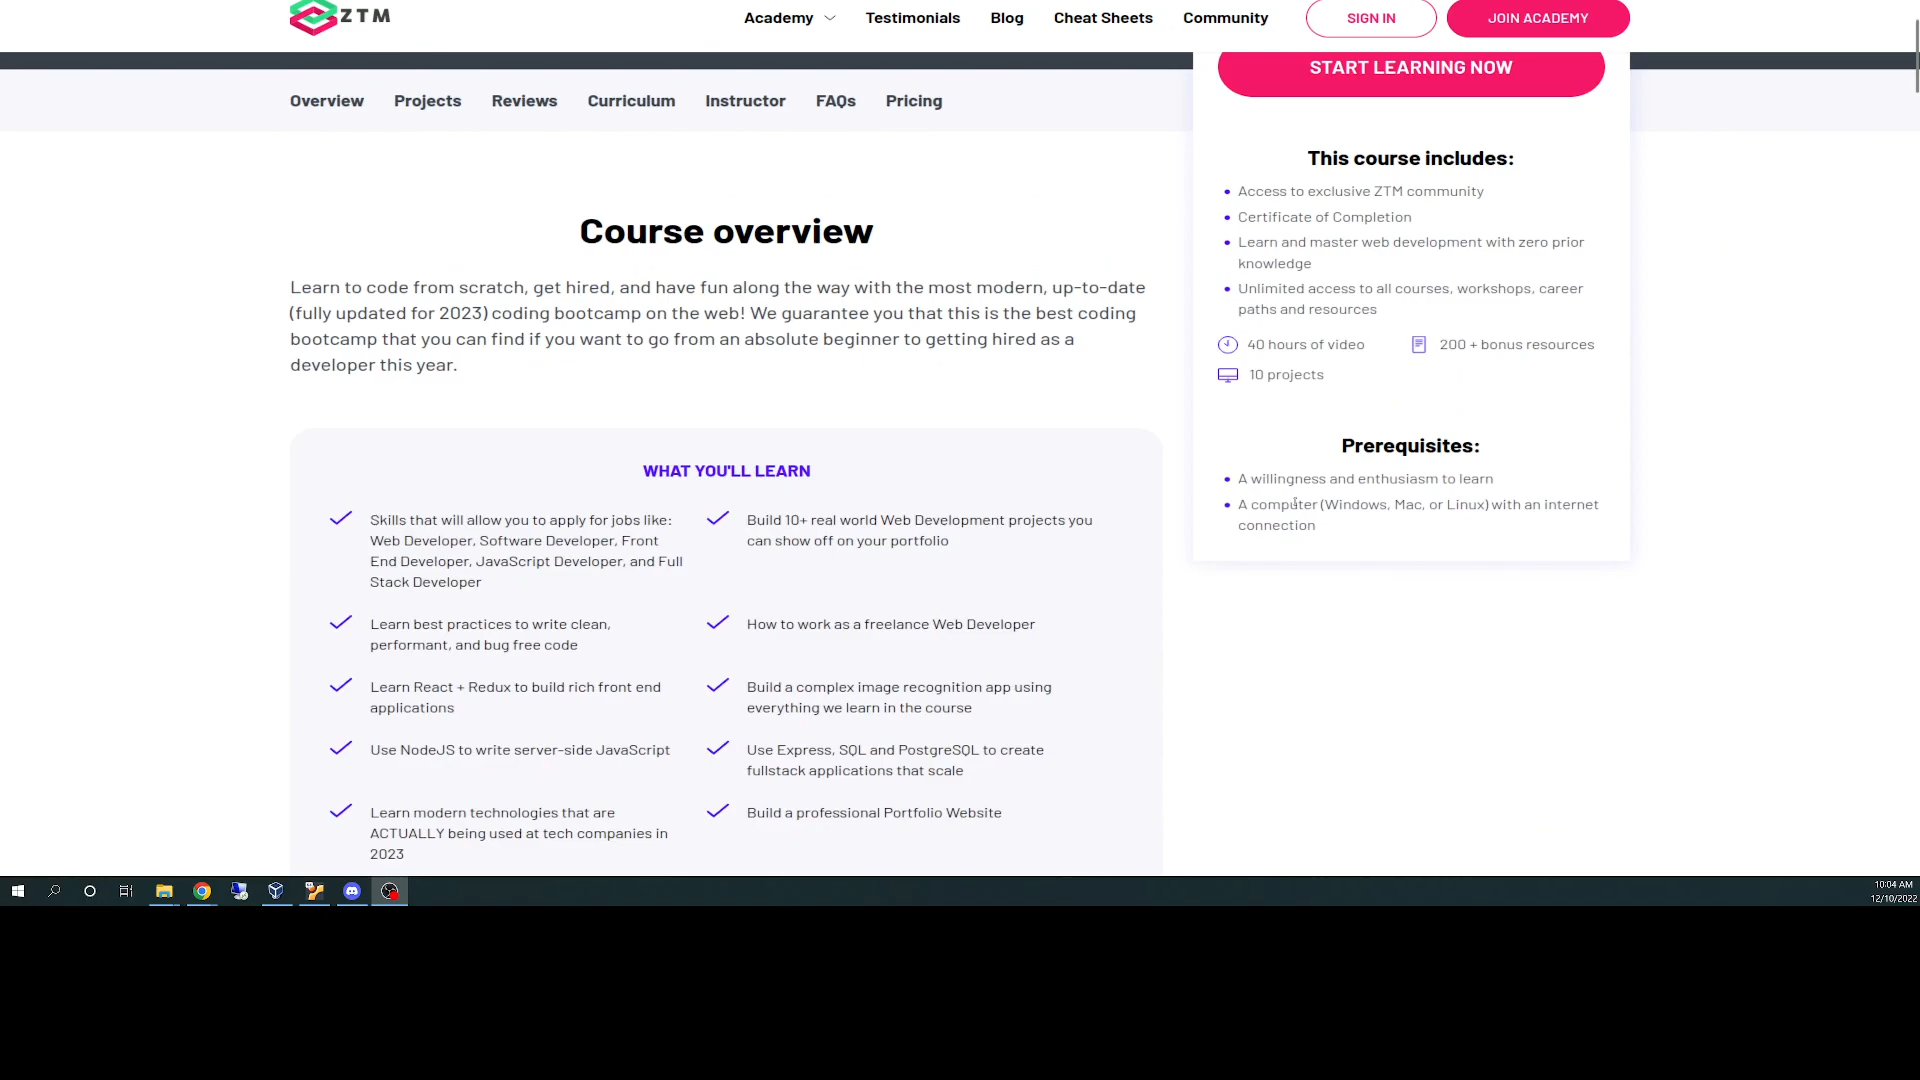 ZTM
Academy
Testimonials
Blog
Cheat Sheets
Community
SIGN IN
JOIN ACADEMY
START LEARNING NOW
Overview
Projects
Reviews
Curriculum
Instructor
FAQs
Pricing
Course overview
Learn to code from scratch, get hired, and have fun along the way with the most modern, up-to-date
(fully updated for 2023) coding bootcamp on the web! We guarantee you that this is the best coding
bootcamp that you can find if you want to go from an absolute beginner to getting hired as a
developer this year.
WHAT YOU'LL LEARN
Skills that will allow you to apply for jobs like:
Web Developer, Software Developer, Front
End Developer, JavaScript Developer, and Full
Stack Developer
Build 10+ real world Web Development projects you
can show off on your portfolio
Learn best practices to write clean,
performant, and bug free code
How to work as a freelance Web Developer
Learn React + Redux to build rich front end
applications
Build a complex image recognition app using
everything we learn in the course
Use NodeJS to write server-side JavaScript
Use Express, SQL and PostgreSQL to create
fullstack applications that scale
Learn modern technologies that are
ACTUALLY being used at tech companies in
2023
Build a professional Portfolio Website
This course includes:
Access to exclusive ZTM community
Certificate of Completion
Learn and master web development with zero prior
knowledge
Unlimited access to all courses, workshops, career
paths and resources
40 hours of video
200 + bonus resources
10 projects
Prerequisites:
A willingness and enthusiasm to learn
A computer (Windows, Mac, or Linux) with an internet
connection
10:04 AM
12/10/2022